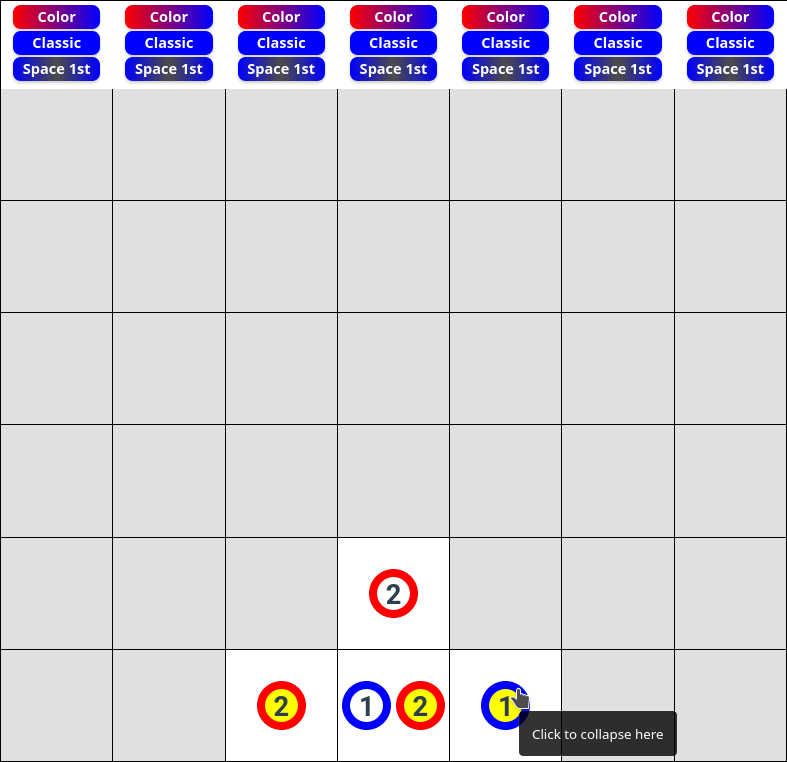 Color Color Color Color Color Color Color
Classic Classic Classic Classic Classic Classic Classic
Space 1st Space 1st Space 1st Space 1st Space 1st Space 1st Space 1st
2
2 1 2 1
Click to collapse here